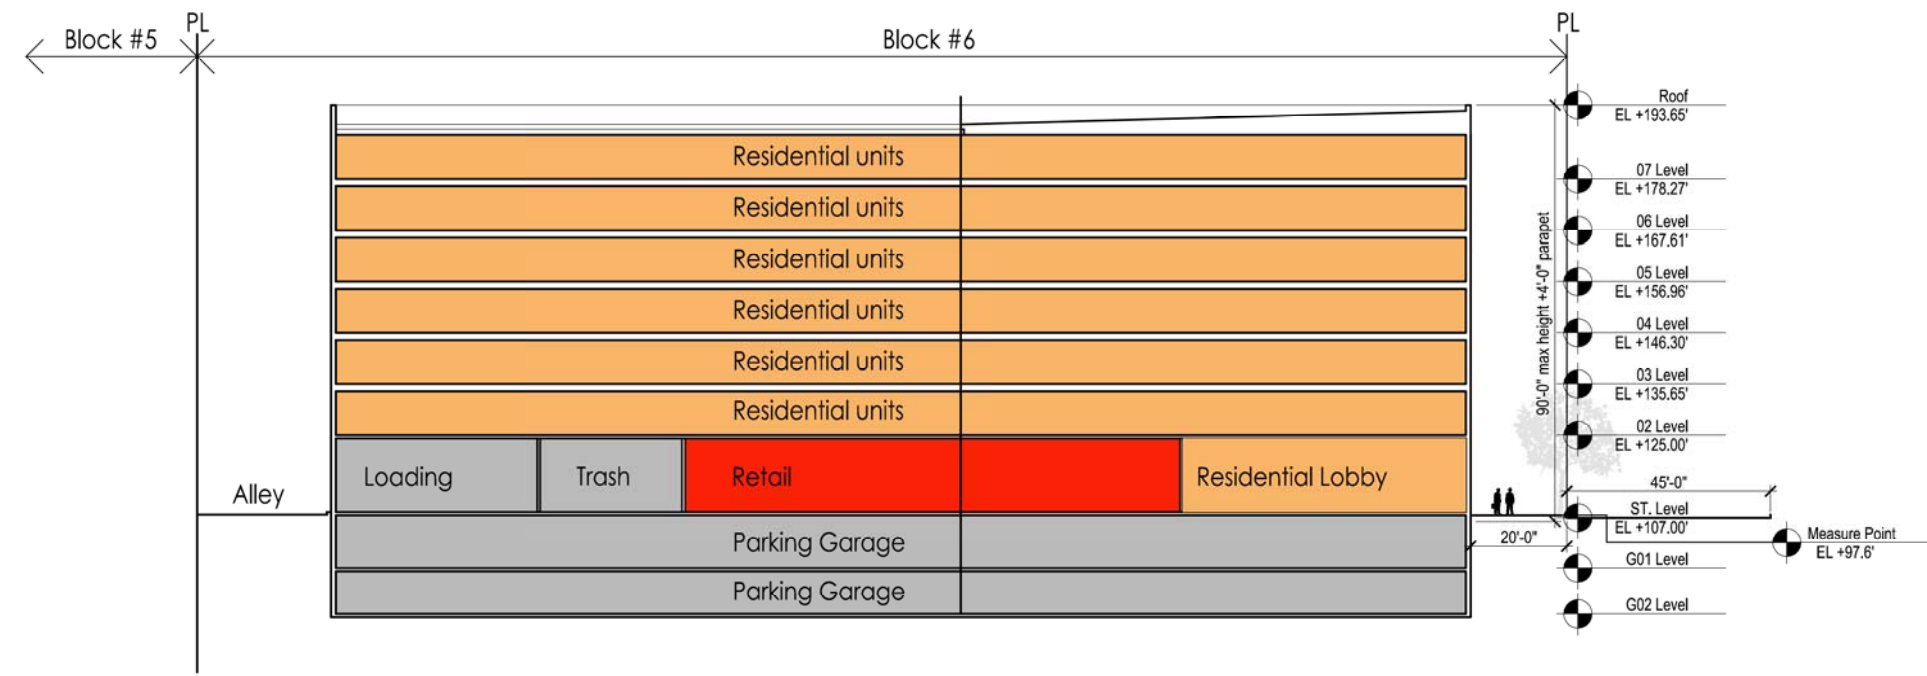 PL
PL
Block #5
Block #6
Roof
EL +193.65'
Residential units
07 Level
EL +178.27'
Residential units
06 Level
EL +167.61'
Residential units
05 Level
EL +156.96'
Residential units
04 Level
EL +146.30'
Residential units
03 Level
EL +135.65'
Residential units
02 Level
EL +125.00'
90'-0" max height +4'-0" parapet
Loading
Trash
Retail
Residential Lobby
45'-0"
Alley
ST. Level
EL +107.00'
20'-0"
Measure Point
EL +97.6'
Parking Garage
G01 Level
Parking Garage
G02 Level